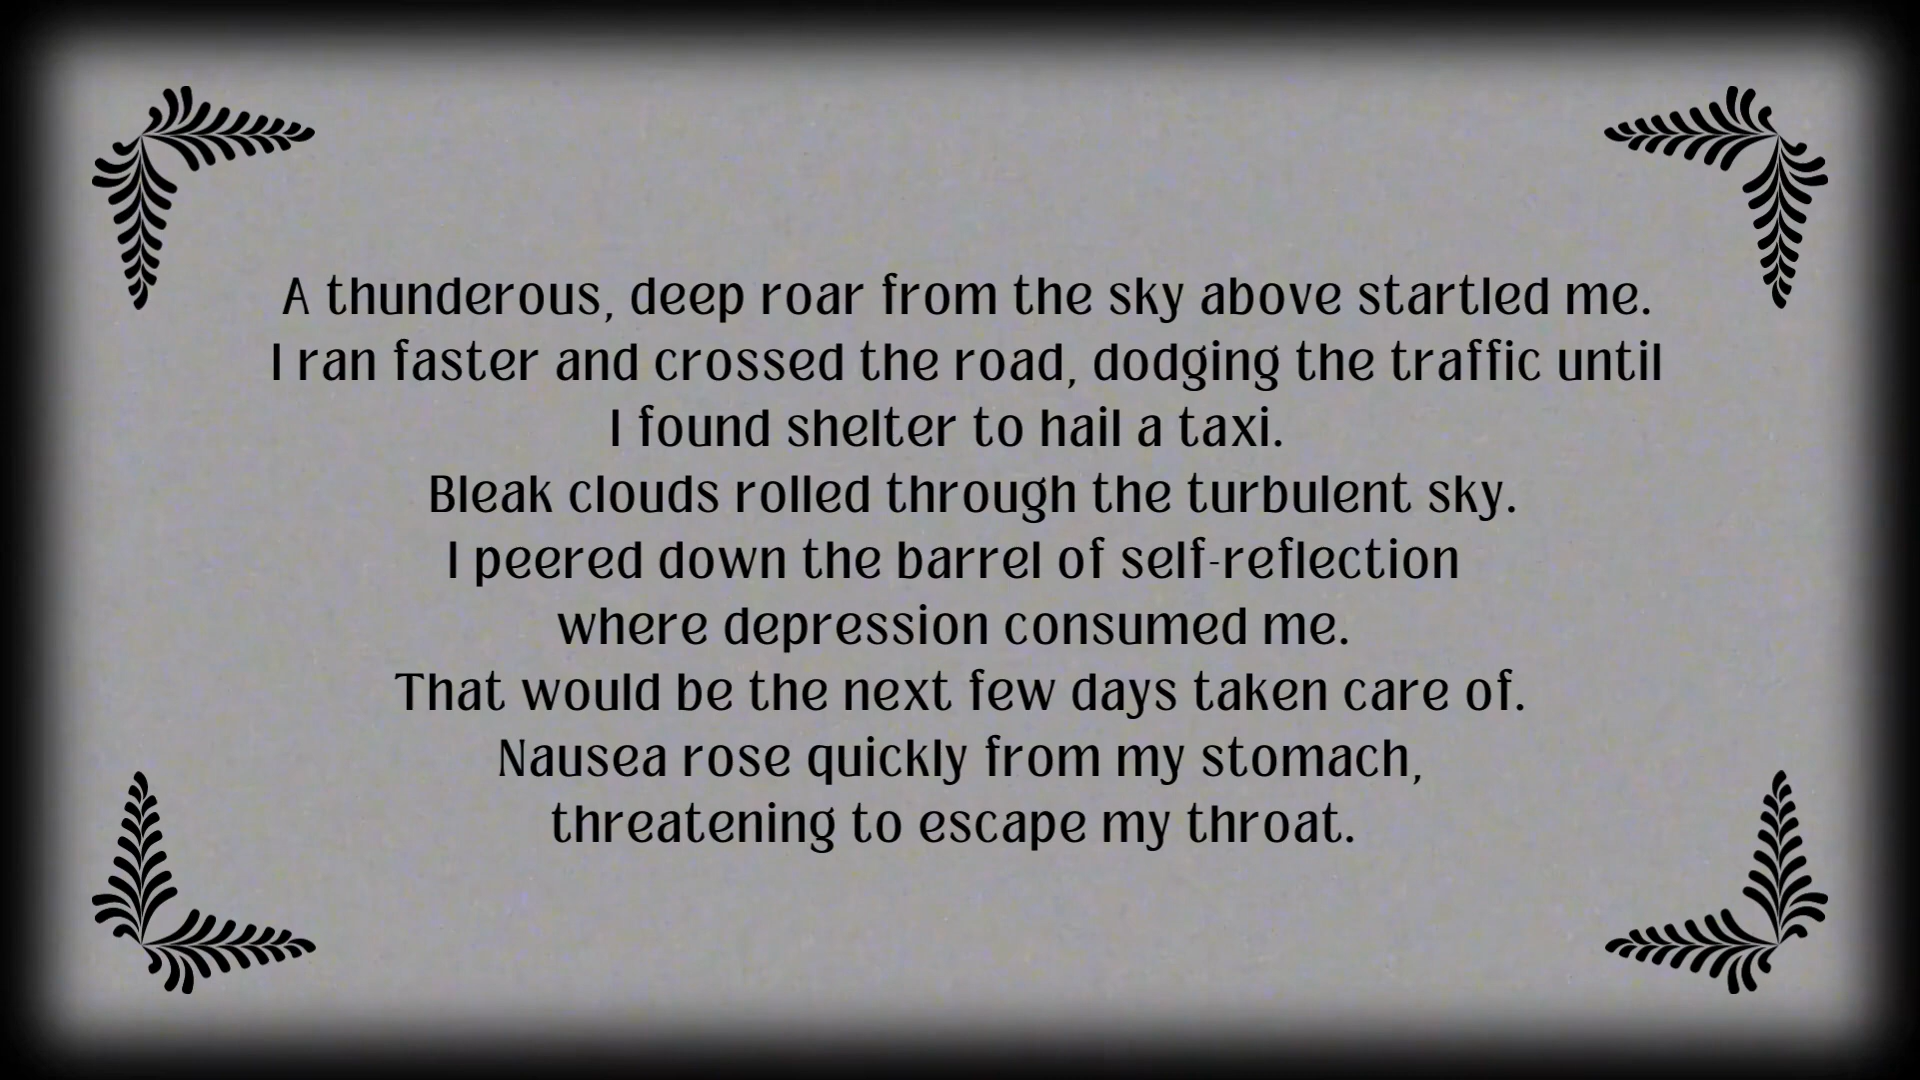 A thunderous, deep roar from the sky above startled me.
I ran faster and crossed the road, dodging the traffic until
I found shelter to hail a taxi.
Bleak clouds rolled through the turbulent sky.
I peered down the barrel of self-reflection
where depression consumed me.
That would be the next few days taken care of.
Nausea rose quickly from my stomach,
threatening to escape my throat.